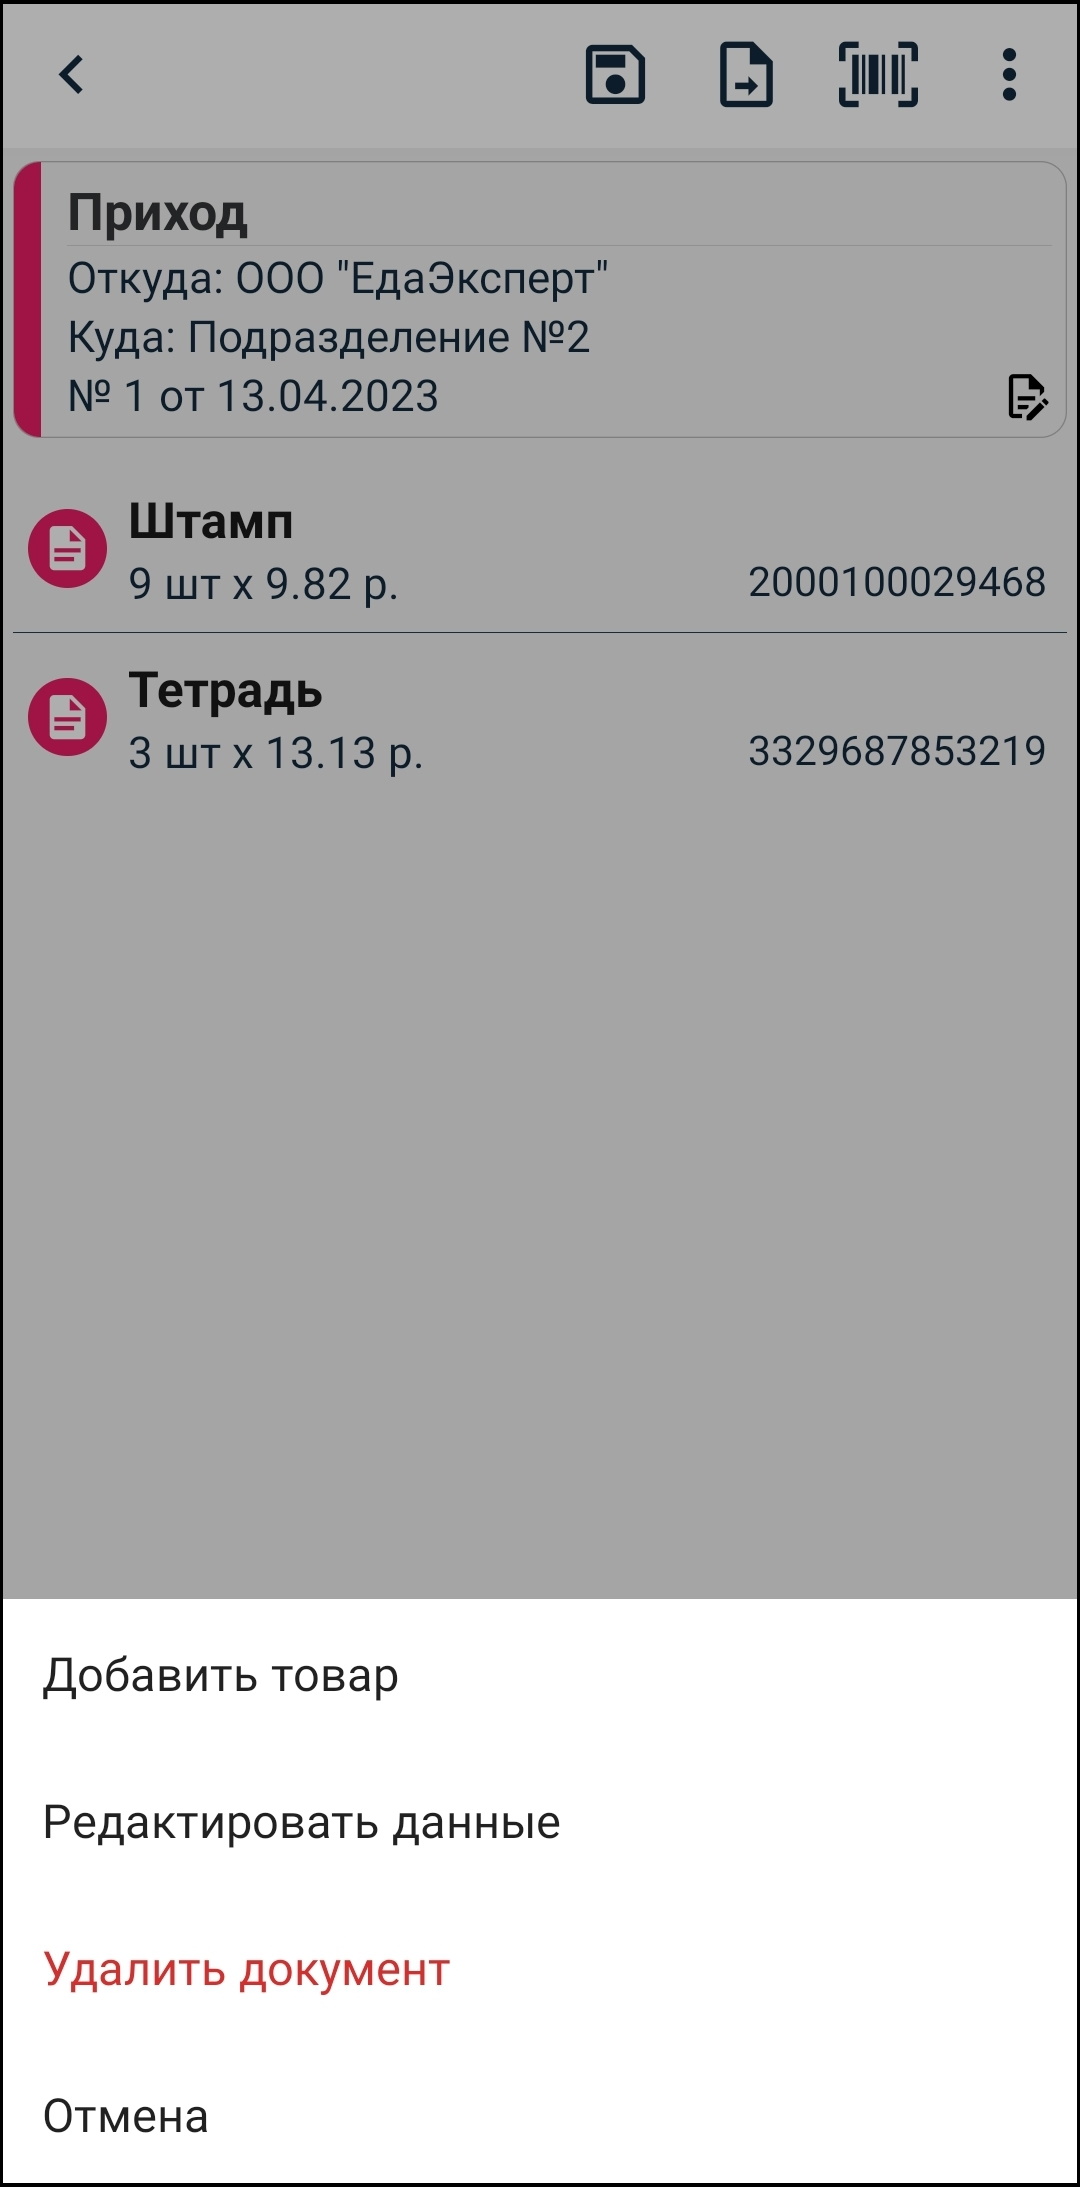 Приход
Откуда: ООО "ЕдаЭксперт"
Куда: Подразделение №2
№ 1 от 13.04.2023
Штамп
9 шт x 9.82 р.
2000100029468
Тетрадь
3 шт x 13.13 р.
3329687853219
Добавить товар
Редактировать данные
Удалить документ
Отмена